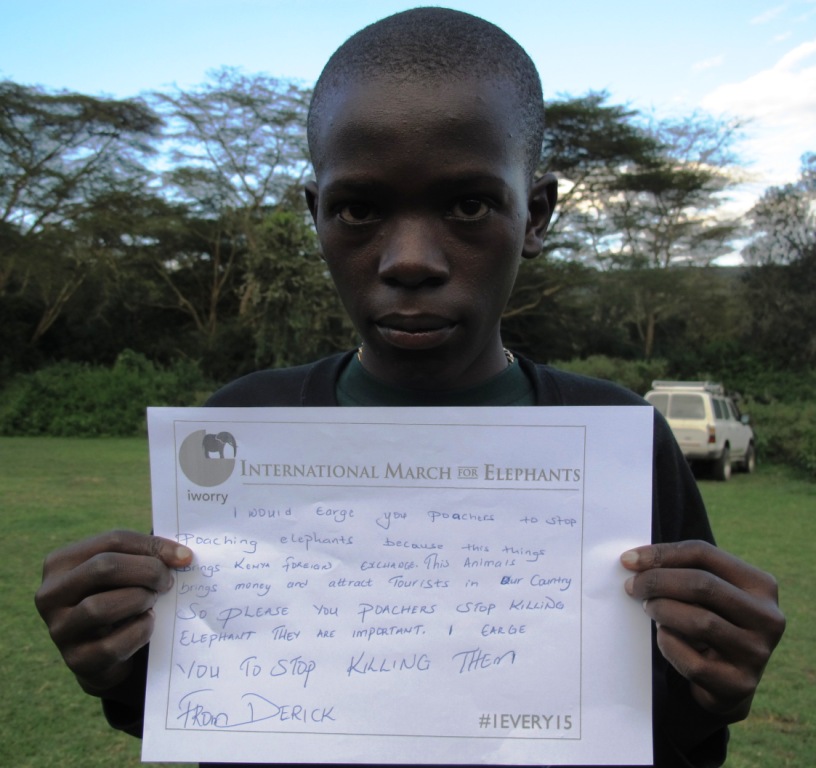 INTERNATIONAL MARCH FOR ELEPHANTS
iworry
I would earge you poachers to stop
Poaching elephants because this things
brings Kenya foreign exchange. This Animals
brings money and attract Tourists in Our Country
So PLEASE YOU POACHERS STOP KILLING
ELEPHANT THEY ARE IMPORTANT. I EARGE
YOU TO STOP KILLING THEM
FROM DERICK
#1EVERY15